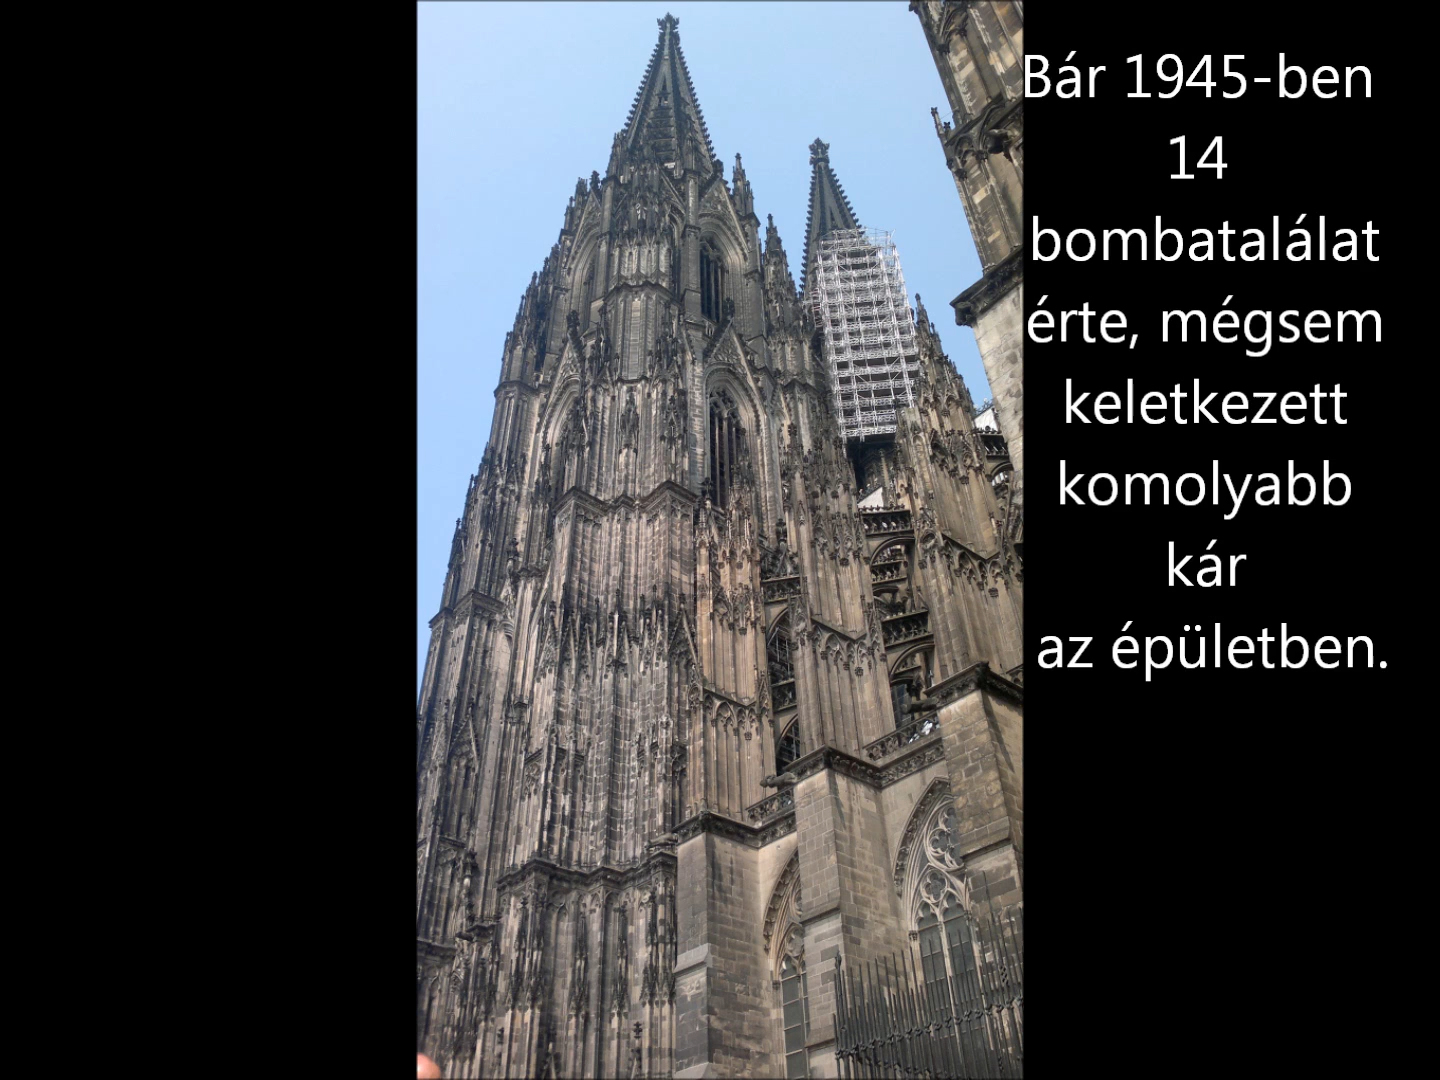 Bár 1945-ben
14
bombatalálat
érte, mégsem
keletkezett
komolyabb
kár
az épületben.